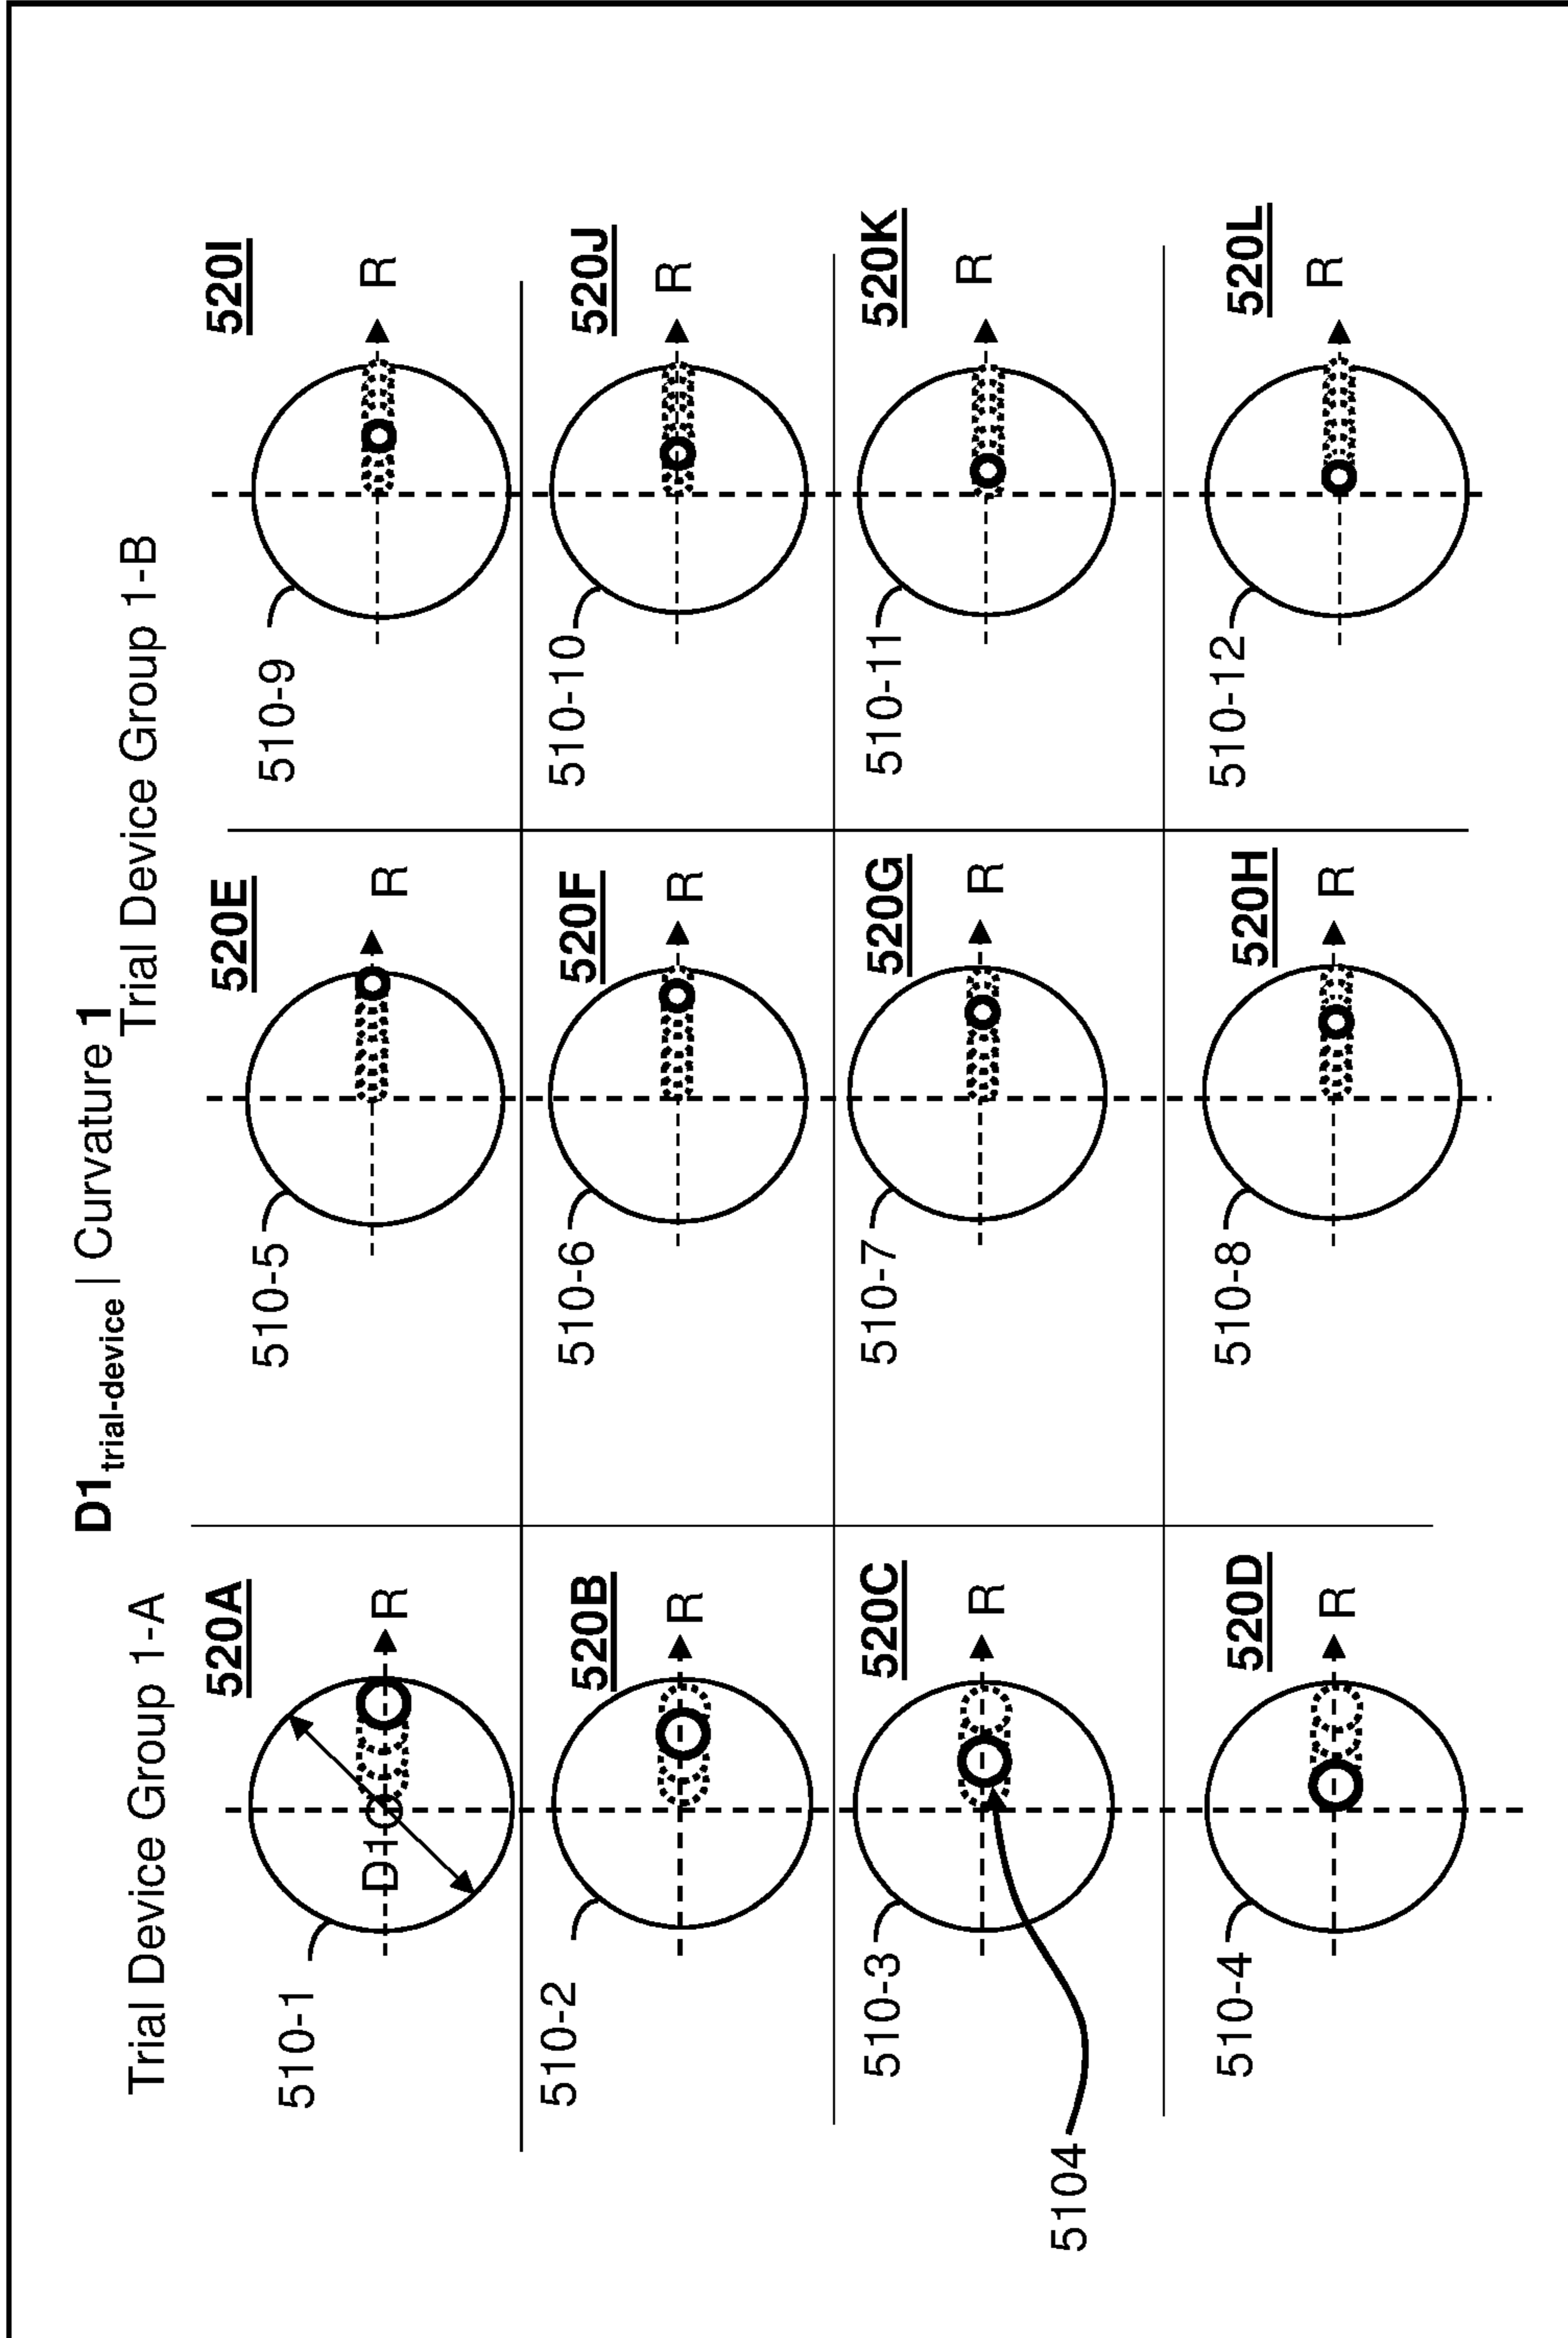 D1trial-device | Curvature 1
Trial Device Group 1-A
Trial Device Group 1-B
520A
510-1
D1
R
520E
510-5
R
520I
510-9
R
520B
510-2
R
520F
510-6
R
520J
510-10
R
520C
510-3
R
5104
520G
510-7
R
520K
510-11
R
520D
510-4
R
520H
510-8
R
520L
510-12
R